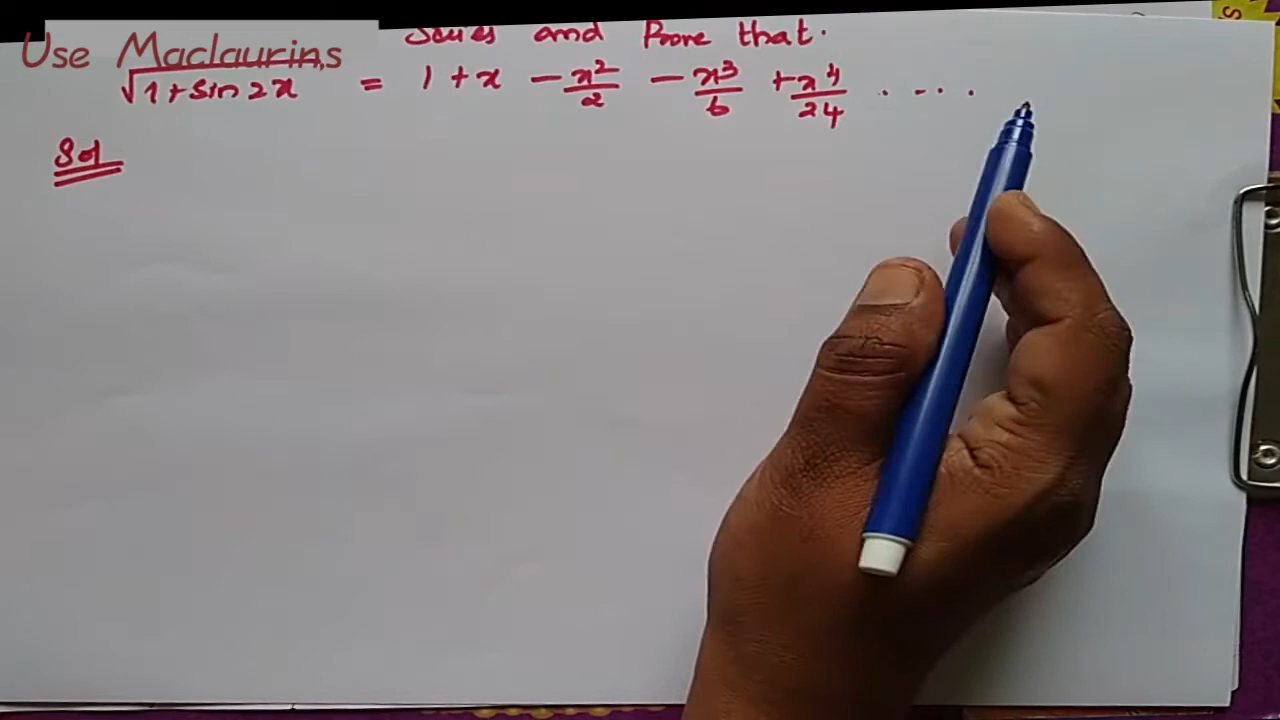 Use Maclaurins Series and Prove that.
√1+sin2x = 1 + x - x²/2 - x³/6 + x⁴/24 . - - .
Sol